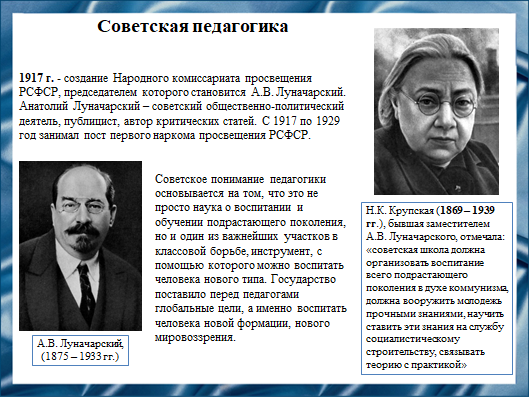 Советская педагогика
1917 г. - создание Народного комиссариата просвещения
РСФСР, председателем которого становится А.В. Луначарский.
Анатолий Луначарский – советский общественно-политический
деятель, публицист, автор критических статей. С 1917 по 1929
год занимал пост первого наркома просвещения РСФСР.
Советское понимание педагогики
основывается на том, что это не
просто наука о воспитании и
обучении подрастающего поколения,
но и один из важнейших участков в
классовой борьбе, инструмент, с
помощью которого можно воспитать
человека нового типа. Государство
поставило перед педагогами
глобальные цели, а именно воспитать
человека новой формации, нового
мировоззрения.
А.В. Луначарский,
(1875 – 1933 гг.)
Н.К. Крупская (1869 – 1939
гг.), бывшая заместителем
А.В. Луначарского, отмечала:
«советская школа должна
организовать воспитание
всего подрастающего
поколения в духе коммунизма,
должна вооружить молодежь
прочными знаниями, научить
ставить эти знания на службу
социалистическому
строительству, связывать
теорию с практикой»